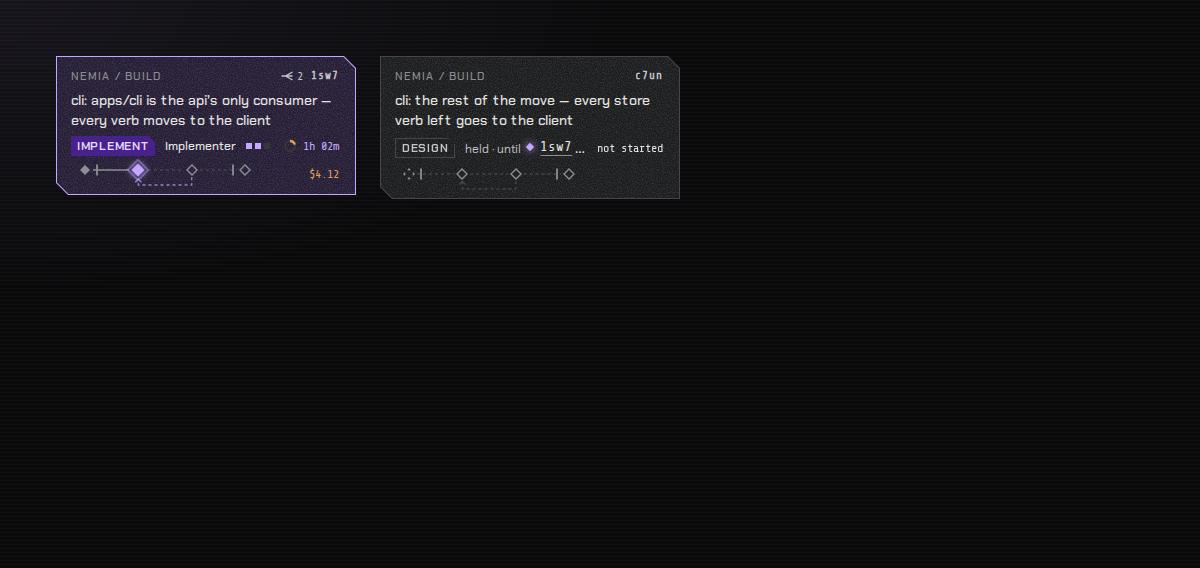 NEMIA / BUILD
2 1sw7
cli: apps/cli is the api's only consumer —
every verb moves to the client
IMPLEMENT Implementer 1h 02m
$4.12
NEMIA / BUILD
c7un
cli: the rest of the move — every store
verb left goes to the client
DESIGN held · until 1sw7 … not started